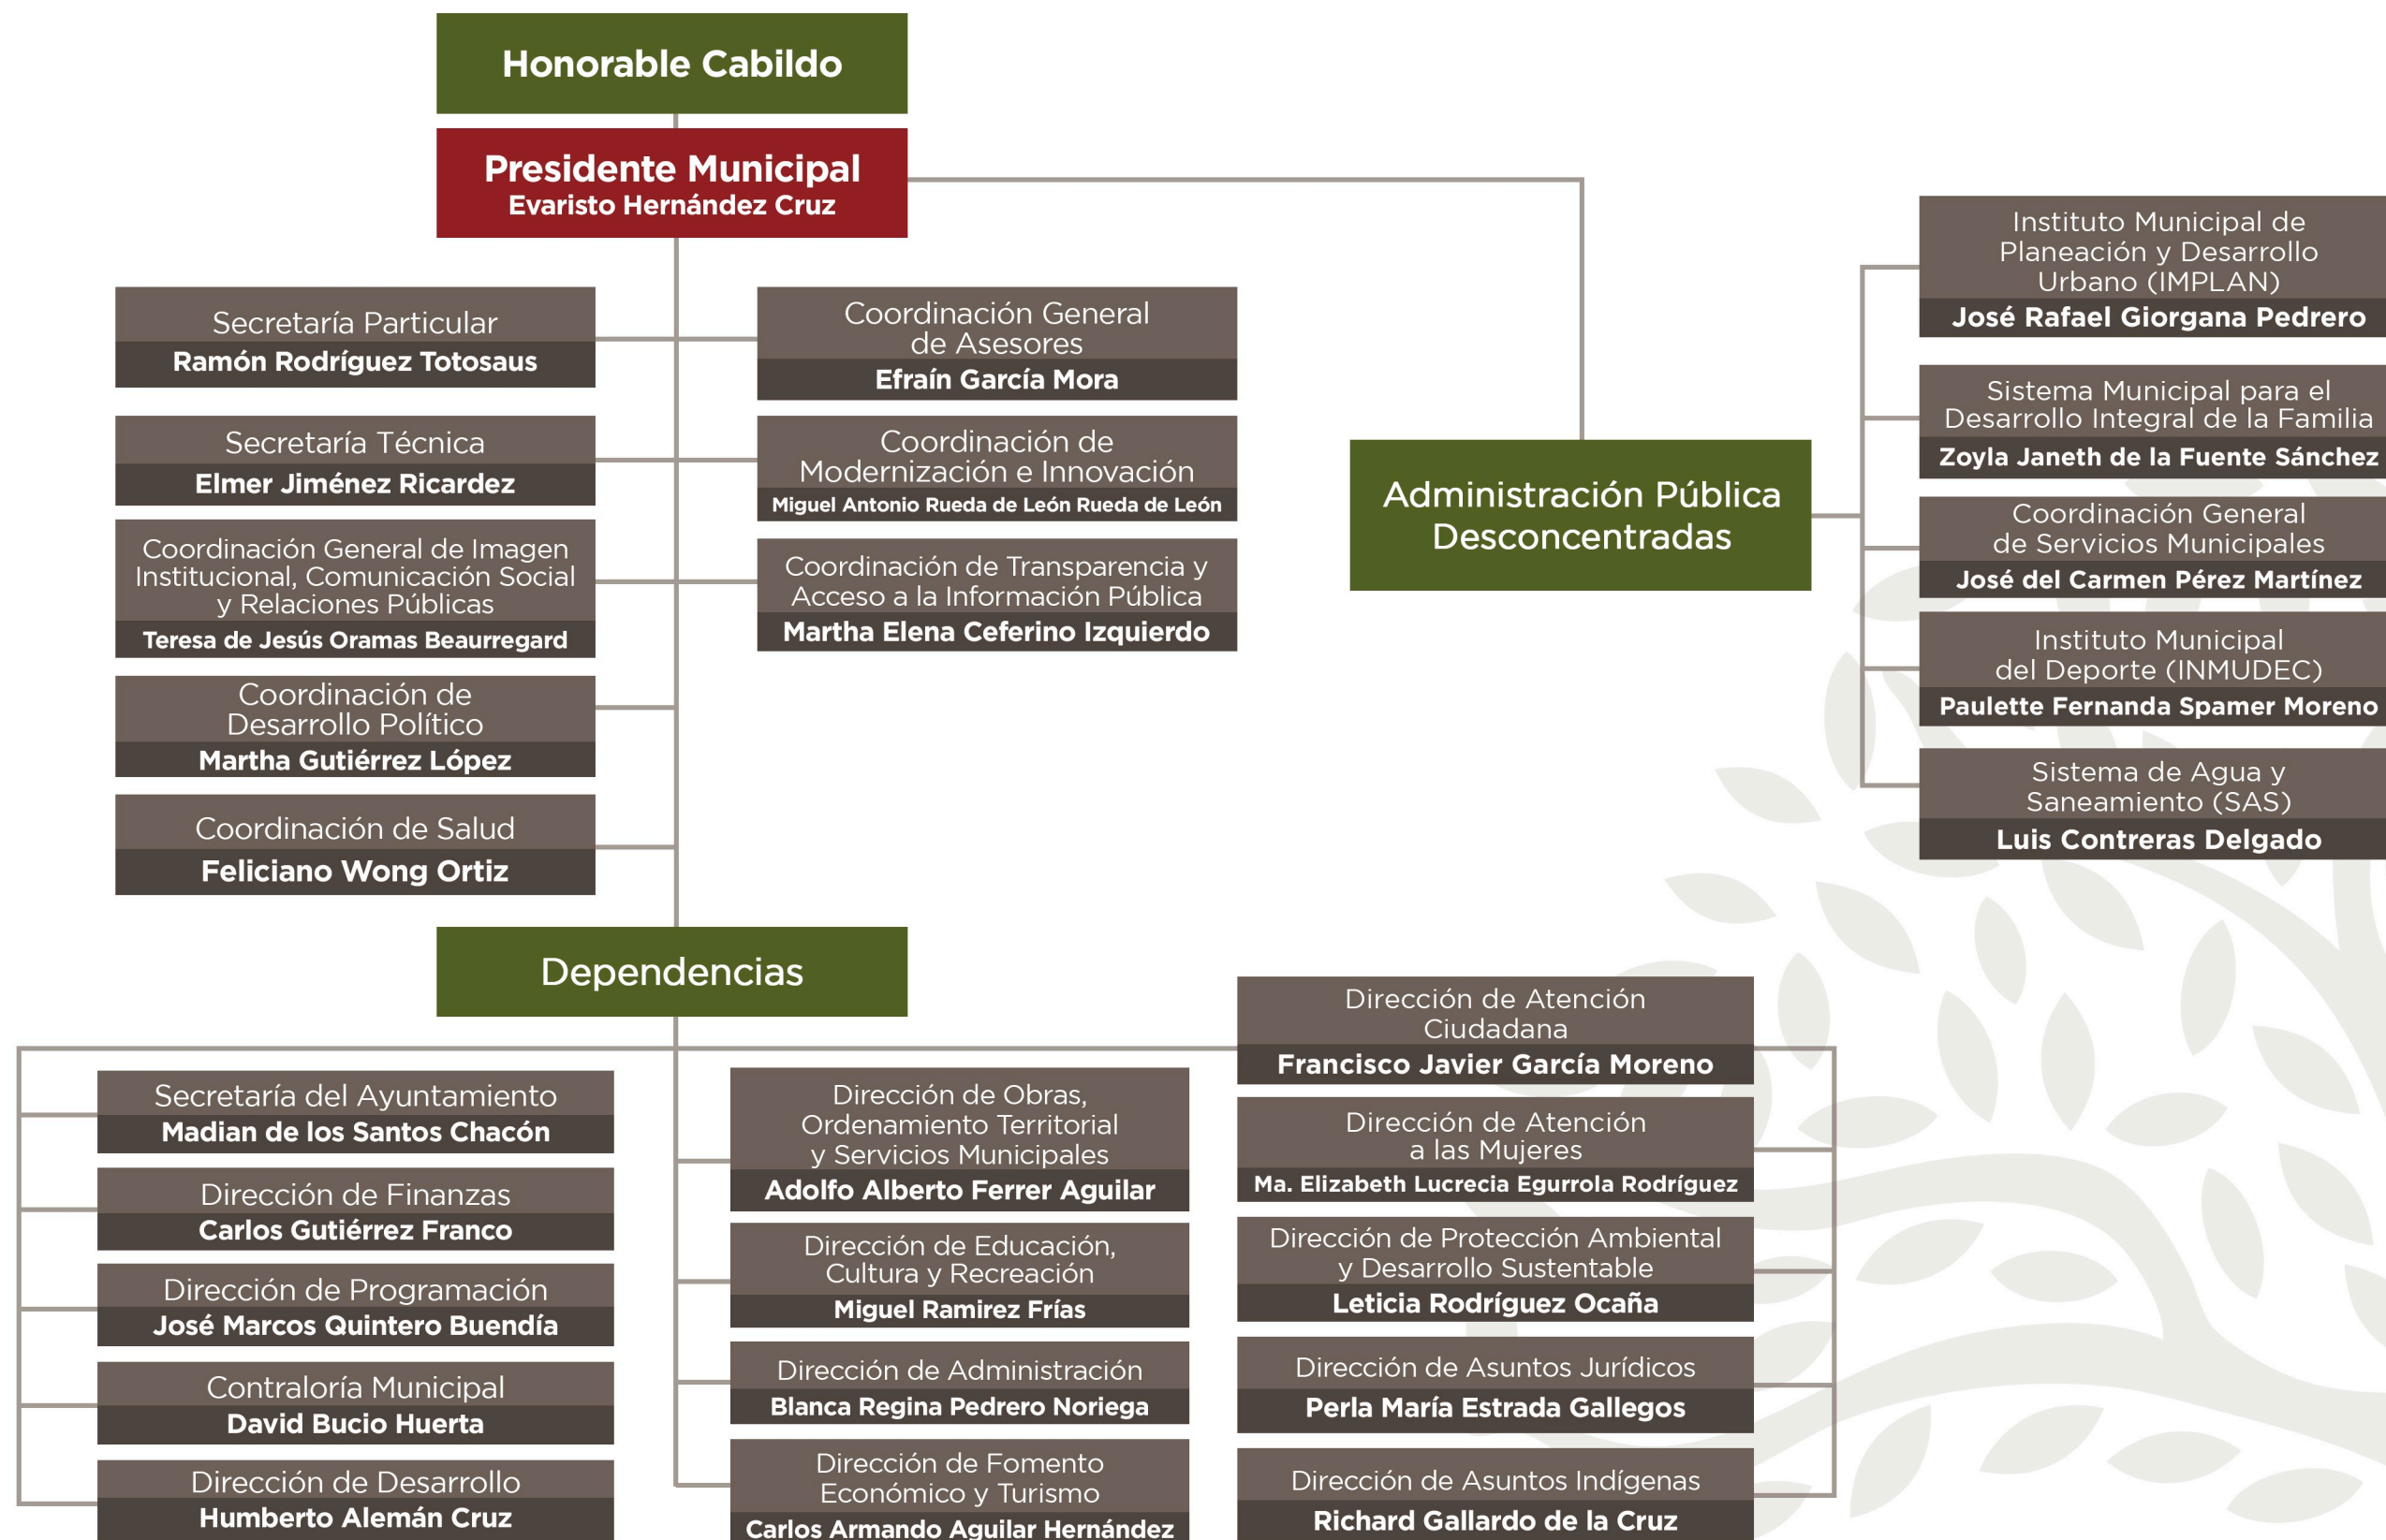 Honorable Cabildo
Presidente Municipal
Evaristo Hernández Cruz
Secretaría Particular
Ramón Rodríguez Totosaus
Secretaría Técnica
Elmer Jiménez Ricardez
Coordinación General de Imagen
Institucional, Comunicación Social
y Relaciones Públicas
Teresa de Jesús Oramas Beaurregard
Coordinación de
Desarrollo Político
Martha Gutiérrez López
Coordinación de Salud
Feliciano Wong Ortiz
Coordinación General
de Asesores
Efraín García Mora
Coordinación de
Modernización e Innovación
Miguel Antonio Rueda de León Rueda de León
Coordinación de Transparencia y
Acceso a la Información Pública
Martha Elena Ceferino Izquierdo
Administración Pública
Desconcentradas
Instituto Municipal de
Planeación y Desarrollo
Urbano (IMPLAN)
José Rafael Giorgana Pedrero
Sistema Municipal para el
Desarrollo Integral de la Familia
Zoyla Janeth de la Fuente Sánchez
Coordinación General
de Servicios Municipales
José del Carmen Pérez Martínez
Instituto Municipal
del Deporte (INMUDEC)
Paulette Fernanda Spamer Moreno
Sistema de Agua y
Saneamiento (SAS)
Luis Contreras Delgado
Dependencias
Secretaría del Ayuntamiento
Madian de los Santos Chacón
Dirección de Finanzas
Carlos Gutiérrez Franco
Dirección de Programación
José Marcos Quintero Buendía
Contraloría Municipal
David Bucio Huerta
Dirección de Desarrollo
Humberto Alemán Cruz
Dirección de Obras,
Ordenamiento Territorial
y Servicios Municipales
Adolfo Alberto Ferrer Aguilar
Dirección de Educación,
Cultura y Recreación
Miguel Ramirez Frías
Dirección de Administración
Blanca Regina Pedrero Noriega
Dirección de Fomento
Económico y Turismo
Carlos Armando Aguilar Hernández
Dirección de Atención
Ciudadana
Francisco Javier García Moreno
Dirección de Atención
a las Mujeres
Ma. Elizabeth Lucrecia Egurrola Rodríguez
Dirección de Protección Ambiental
y Desarrollo Sustentable
Leticia Rodríguez Ocaña
Dirección de Asuntos Jurídicos
Perla María Estrada Gallegos
Dirección de Asuntos Indígenas
Richard Gallardo de la Cruz